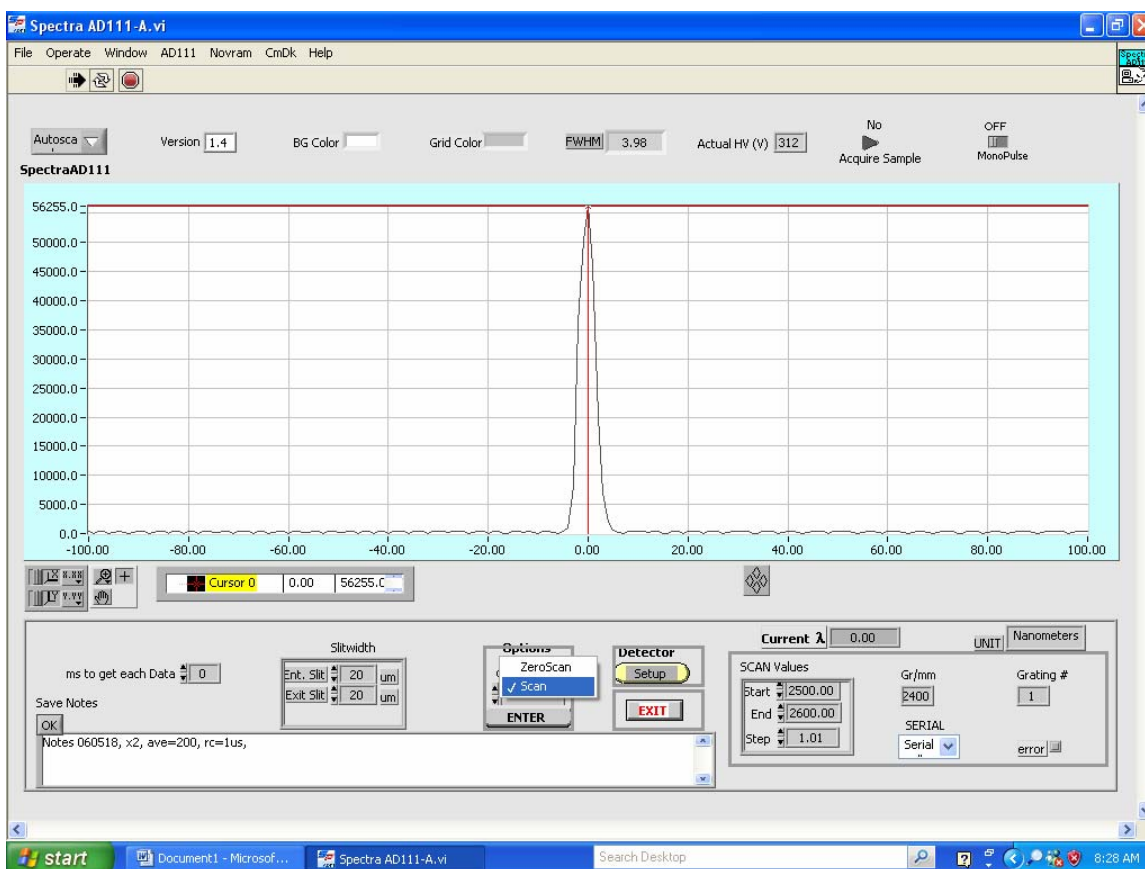 Spectra AD111-A.vi
File Operate Window AD111 Novram CmDk Help
Autosca
Version 1.4
BG Color
Grid Color
FWHM 3.98
Actual HV (V) 312
No
Acquire Sample
OFF
MonoPulse
SpectraAD111
56255.0
50000.0
45000.0
40000.0
35000.0
30000.0
25000.0
20000.0
15000.0
10000.0
5000.0
0.0
-100.00 -80.00 -60.00 -40.00 -20.00 0.00 20.00 40.00 60.00 80.00 100.00
X
Y
Cursor 0 0.00 56255.0
ms to get each Data 0
Slitwidth
Ent. Slit 20 um
Exit Slit 20 um
Options
ZeroScan
✓ Scan
ENTER
Detector
Setup
EXIT
Current λ 0.00
UNIT Nanometers
SCAN Values
Start 2500.00
End 2600.00
Step 1.01
Gr/mm
2400
Grating #
1
SERIAL
Serial
error
Save Notes
OK
Notes 060518, x2, ave=200, rc=1us,
start
Document1 - Microsof...
Spectra AD111-A.vi
Search Desktop
8:28 AM